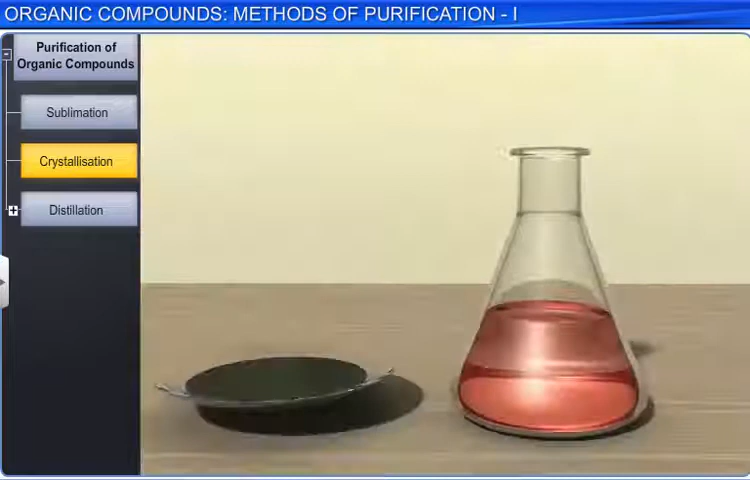 ORGANIC COMPOUNDS: METHODS OF PURIFICATION - I
Purification of
Organic Compounds
Sublimation
Crystallisation
Distillation